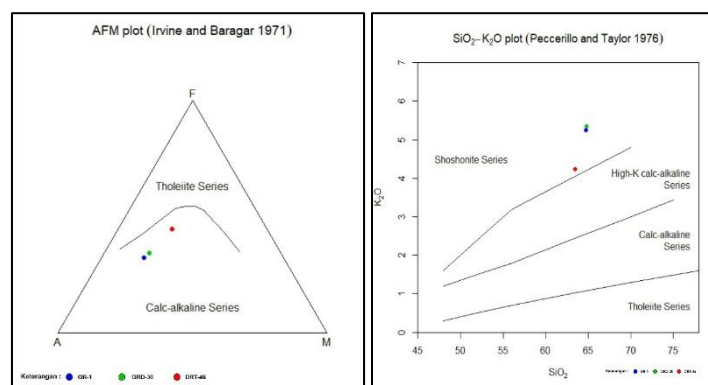 AFM plot (Irvine and Baragar 1971)
F
Tholeiite Series
Calc-alkaline Series
A
M
Keterangan :
GR-1
GRD-30
DRT-46
SiO₂–K₂O plot (Peccerillo and Taylor 1976)
K₂O
7
6
5
4
3
2
1
0
Shoshonite Series
High-K calc-alkaline
Series
Calc-alkaline
Series
Tholeiite Series
45 50 55 60 65 70 75
SiO₂